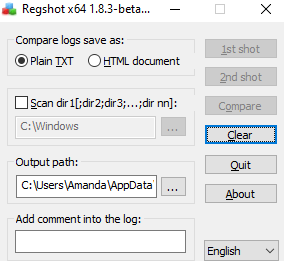 Regshot x64 1.8.3-beta...
Compare logs save as:
Plain TXT
HTML document
Scan dir1[;dir2;dir3;...;dir nn]:
C:\Windows
...
Output path:
C:\Users\Amanda\AppData\
...
Add comment into the log:
1st shot
2nd shot
Compare
Clear
Quit
About
English